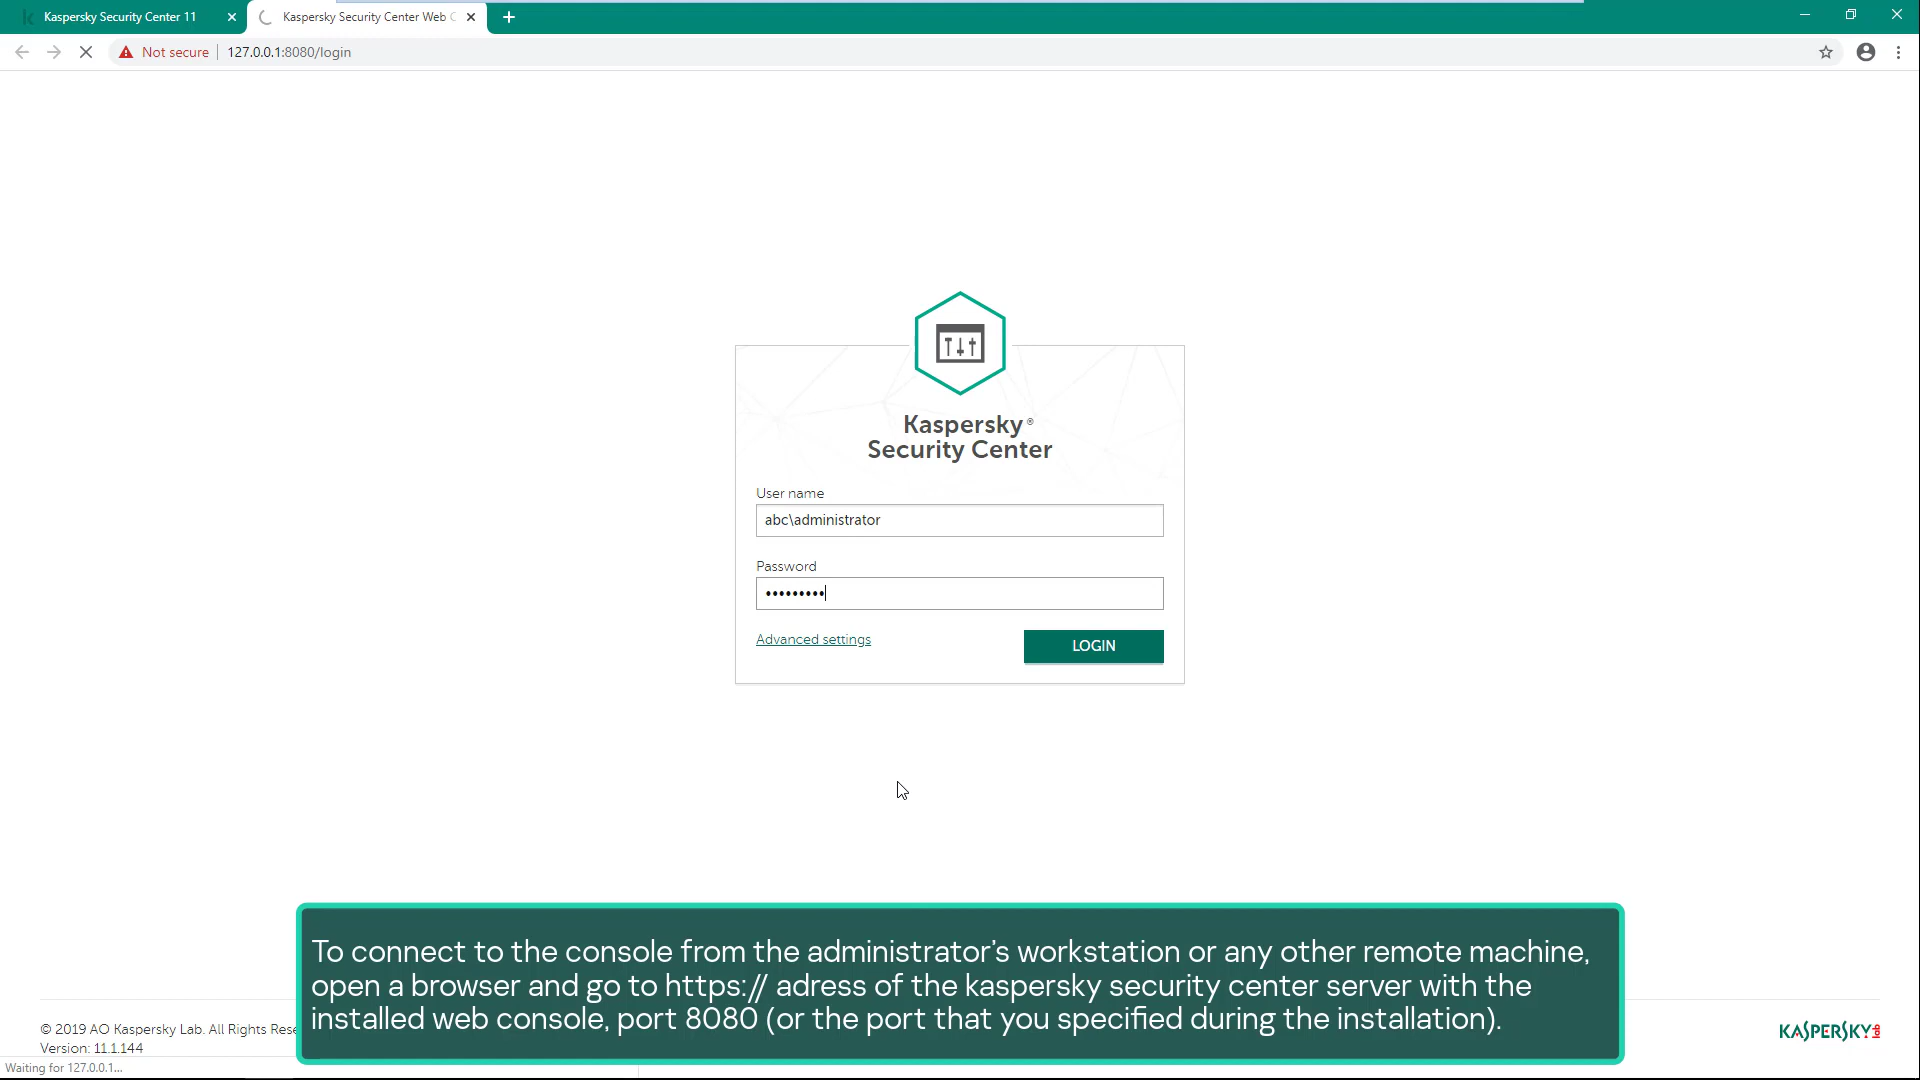 Kaspersky Security Center 11
Kaspersky Security Center Web C
Not secure
127.0.0.1:8080/login
Kaspersky®
Security Center
User name
abc\administrator
Password
•••••••••
Advanced settings
LOGIN
To connect to the console from the administrator’s workstation or any other remote machine,
open a browser and go to https:// adress of the kaspersky security center server with the
installed web console, port 8080 (or the port that you specified during the installation).
© 2019 AO Kaspersky Lab. All Rights Rese
Version: 11.1.144
KASPERSKY lab
Waiting for 127.0.0.1...